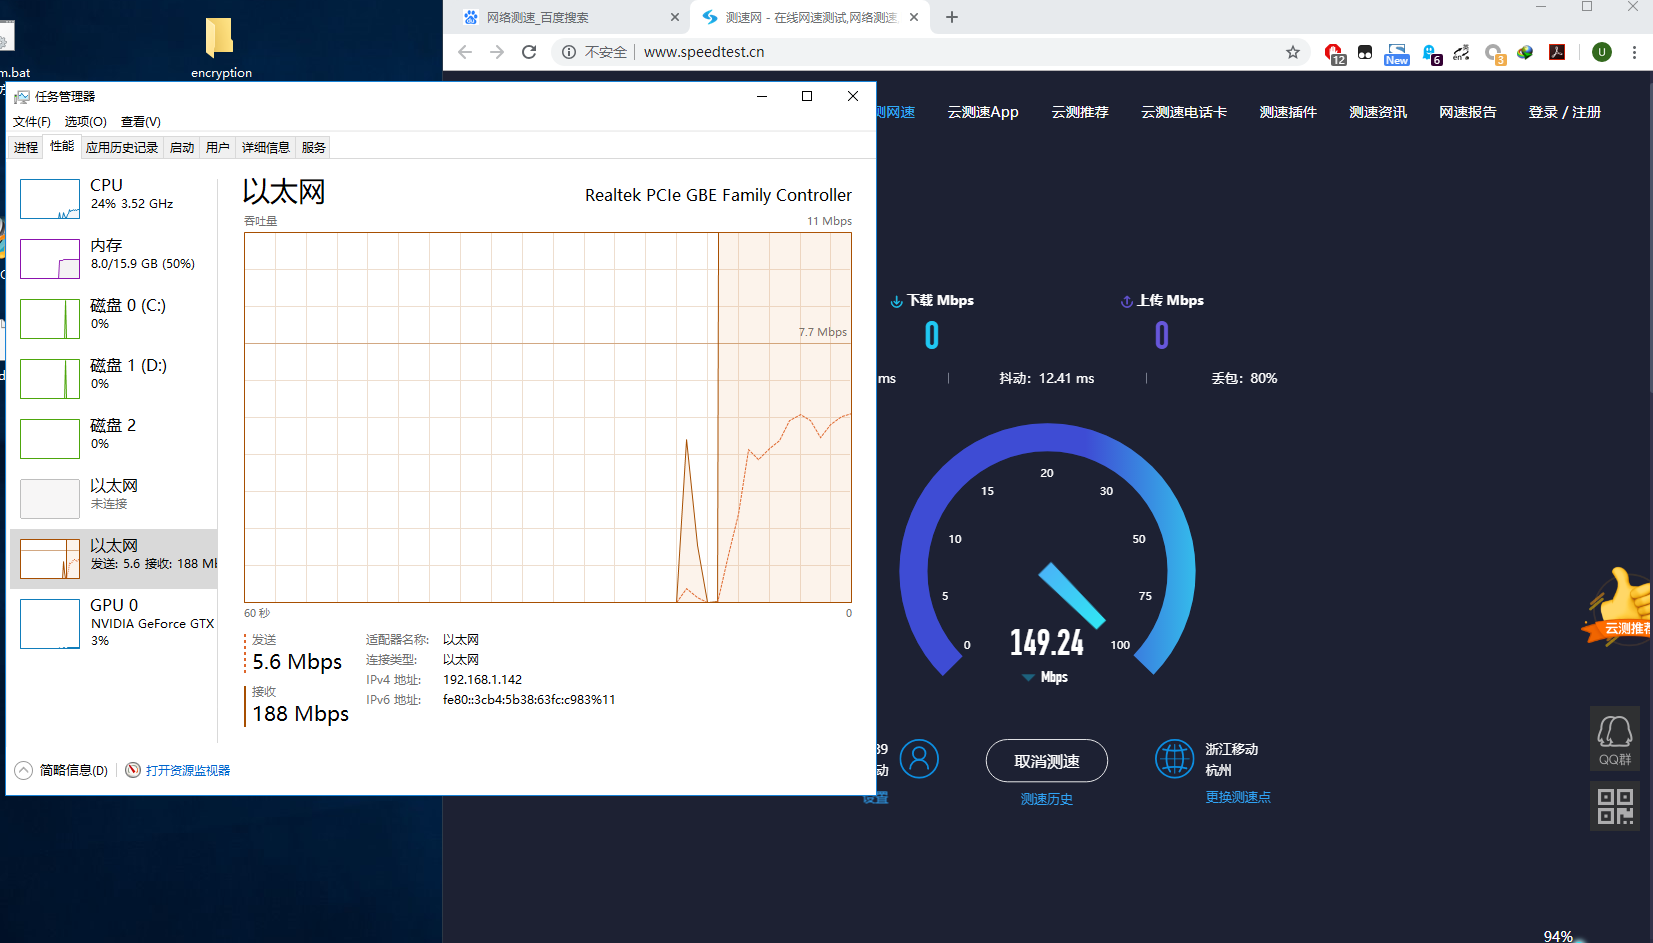 网络测速_百度搜索
测速网 - 在线网速测试,网络测速
不安全
www.speedtest.cn
12
New
6
en
3
U
m.bat
encryption
任务管理器
文件(F) 选项(O) 查看(V)
进程 性能 应用历史记录 启动 用户 详细信息 服务
CPU
24% 3.52 GHz
内存
8.0/15.9 GB (50%)
磁盘 0 (C:)
0%
磁盘 1 (D:)
0%
磁盘 2
0%
以太网
未连接
以太网
发送: 5.6 接收: 188 M
GPU 0
NVIDIA GeForce GTX
3%
以太网
Realtek PCIe GBE Family Controller
吞吐量
11 Mbps
7.7 Mbps
60 秒
0
发送
5.6 Mbps
接收
188 Mbps
适配器名称: 以太网
连接类型: 以太网
IPv4 地址: 192.168.1.142
IPv6 地址: fe80::3cb4:5b38:63fc:c983%11
简略信息(D)
打开资源监视器
测网速 云测速App 云测推荐 云测速电话卡 测速插件 测速资讯 网速报告 登录 / 注册
下载 Mbps
0
上传 Mbps
0
ms
抖动: 12.41 ms
丢包: 80%
0
5
10
15
20
30
50
75
100
149.24
Mbps
39
动
设置
取消测速
测速历史
浙江移动
杭州
更换测速点
云测推荐
QQ群
94%